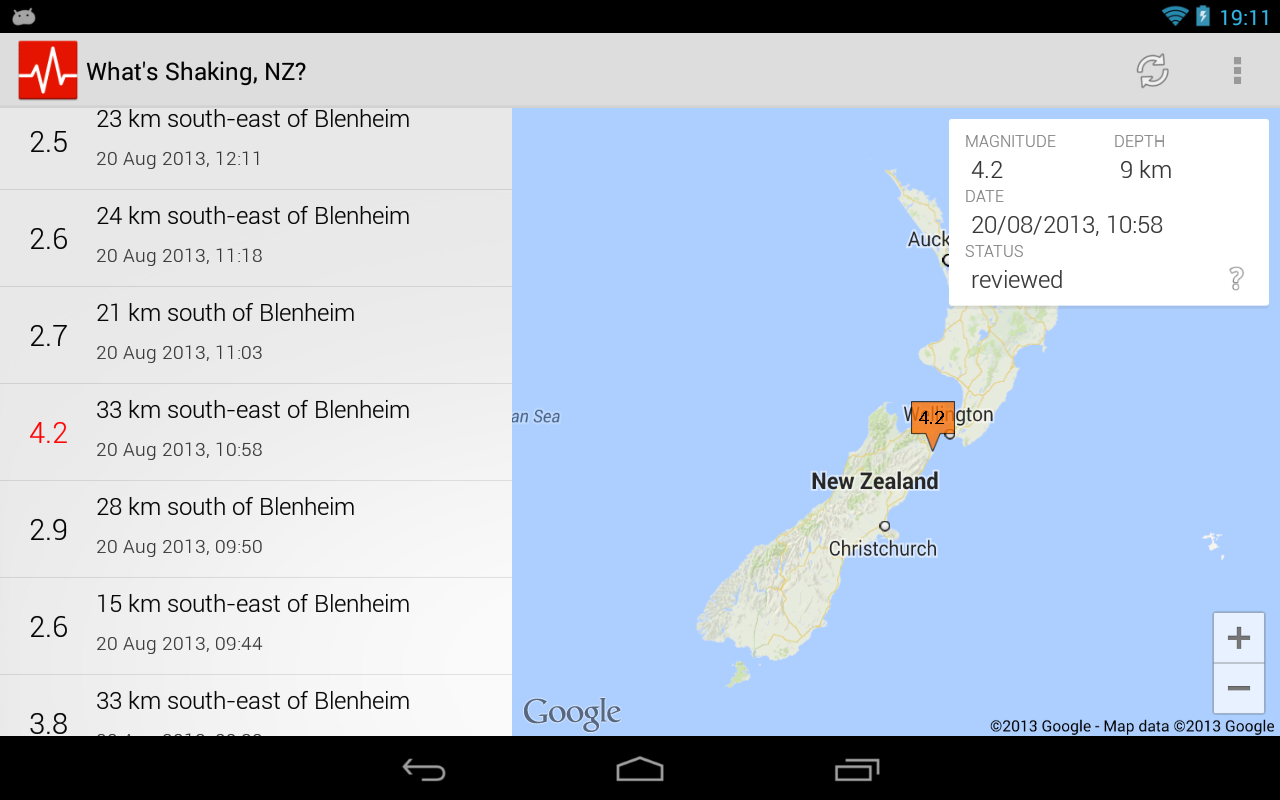 19:11
What's Shaking, NZ?
2.5
23 km south-east of Blenheim
20 Aug 2013, 12:11
2.6
24 km south-east of Blenheim
20 Aug 2013, 11:18
2.7
21 km south of Blenheim
20 Aug 2013, 11:03
4.2
33 km south-east of Blenheim
20 Aug 2013, 10:58
2.9
28 km south of Blenheim
20 Aug 2013, 09:50
2.6
15 km south-east of Blenheim
20 Aug 2013, 09:44
3.8
33 km south-east of Blenheim
MAGNITUDE DEPTH
4.2 9 km
DATE
20/08/2013, 10:58
STATUS
reviewed ?
Auck
an Sea
Wellington
4.2
New Zealand
Christchurch
+
−
Google
©2013 Google - Map data ©2013 Google